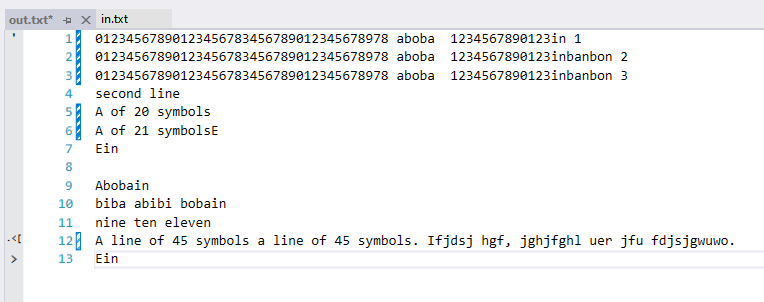 out.txt* in.txt
1 01234567890123456783456789012345678978 aboba  1234567890123in 1
2 01234567890123456783456789012345678978 aboba  1234567890123inbanbon 2
3 01234567890123456783456789012345678978 aboba  1234567890123inbanbon 3
4 second line
5 A of 20 symbols
6 A of 21 symbolsE
7 Ein
8
9 Abobain
10 biba abibi bobain
11 nine ten eleven
12 A line of 45 symbols a line of 45 symbols. Ifjdsj hgf, jghjfghl uer jfu fdjsjgwuwo.
13 Ein